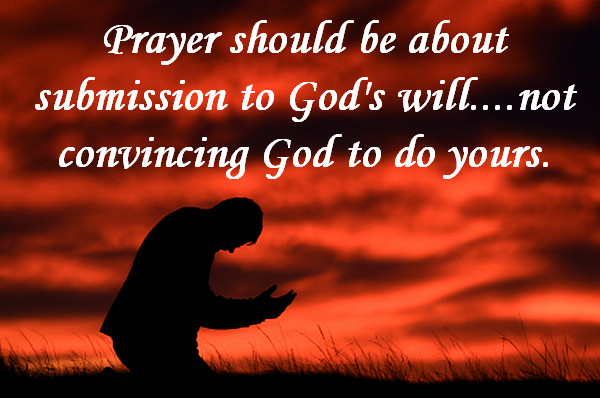 Prayer should be about
submission to God's will....not
convincing God to do yours.